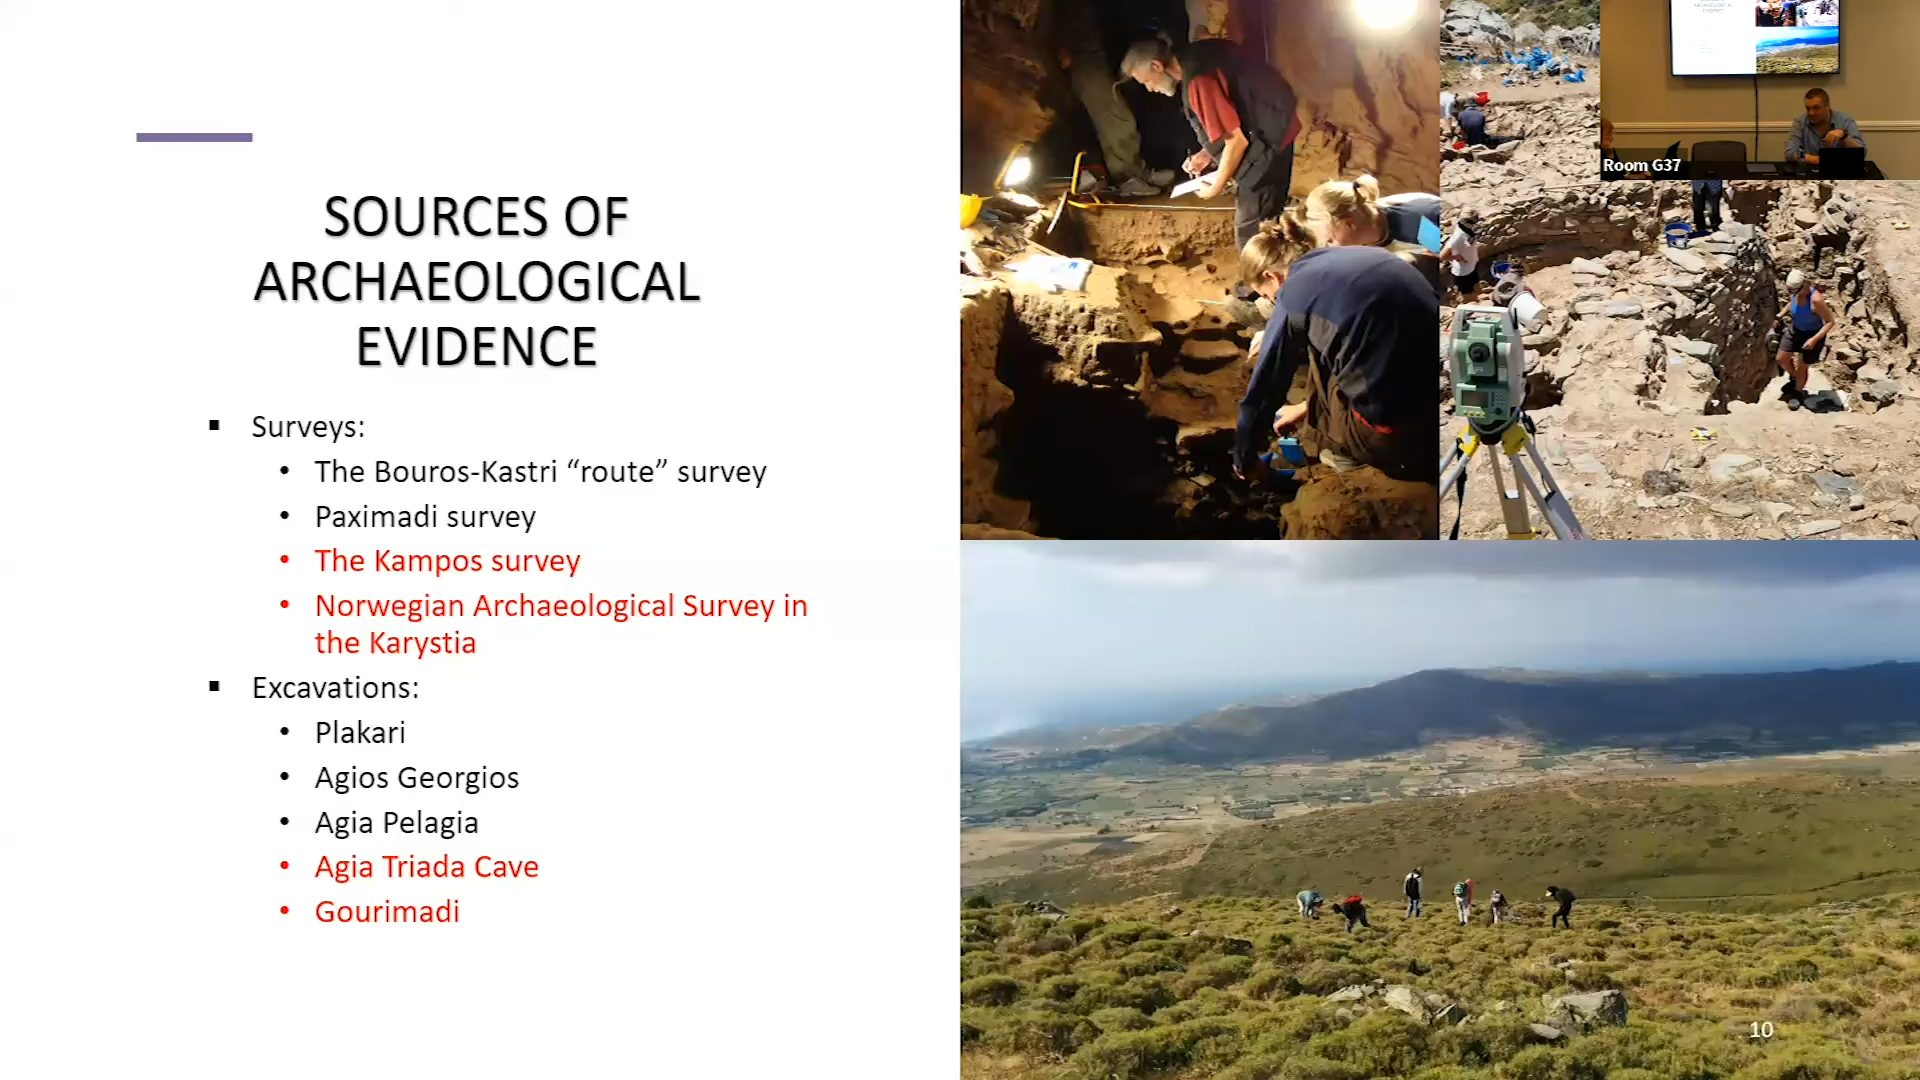 SOURCES OF
ARCHAEOLOGICAL
EVIDENCE
▪ Surveys:
• The Bouros-Kastri “route” survey
• Paximadi survey
• The Kampos survey
• Norwegian Archaeological Survey in
the Karystia
▪ Excavations:
• Plakari
• Agios Georgios
• Agia Pelagia
• Agia Triada Cave
• Gourimadi
Room G37
10